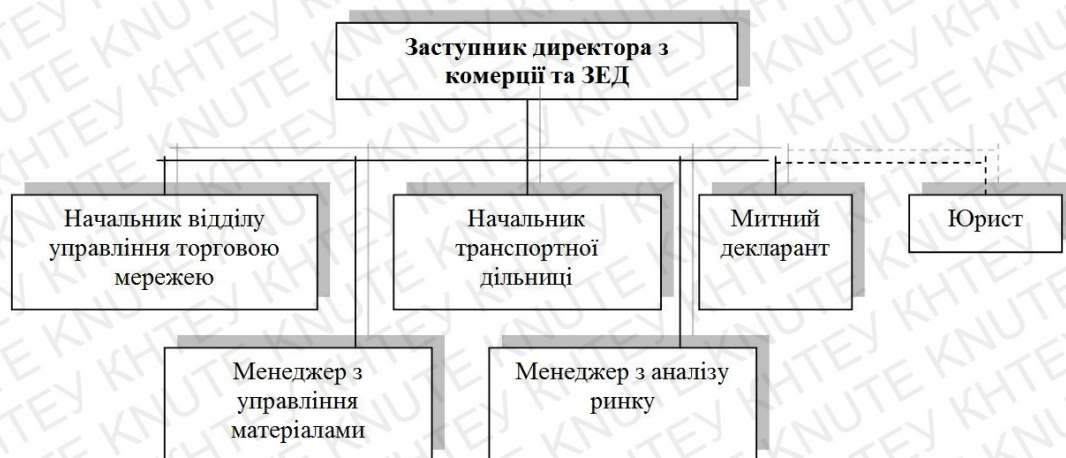 Заступник директора з
комерції та ЗЕД
Начальник відділу
управління торговою
мережею
Начальник
транспортної
дільниці
Митний
декларант
Юрист
Менеджер з
управління
матеріалами
Менеджер з аналізу
ринку